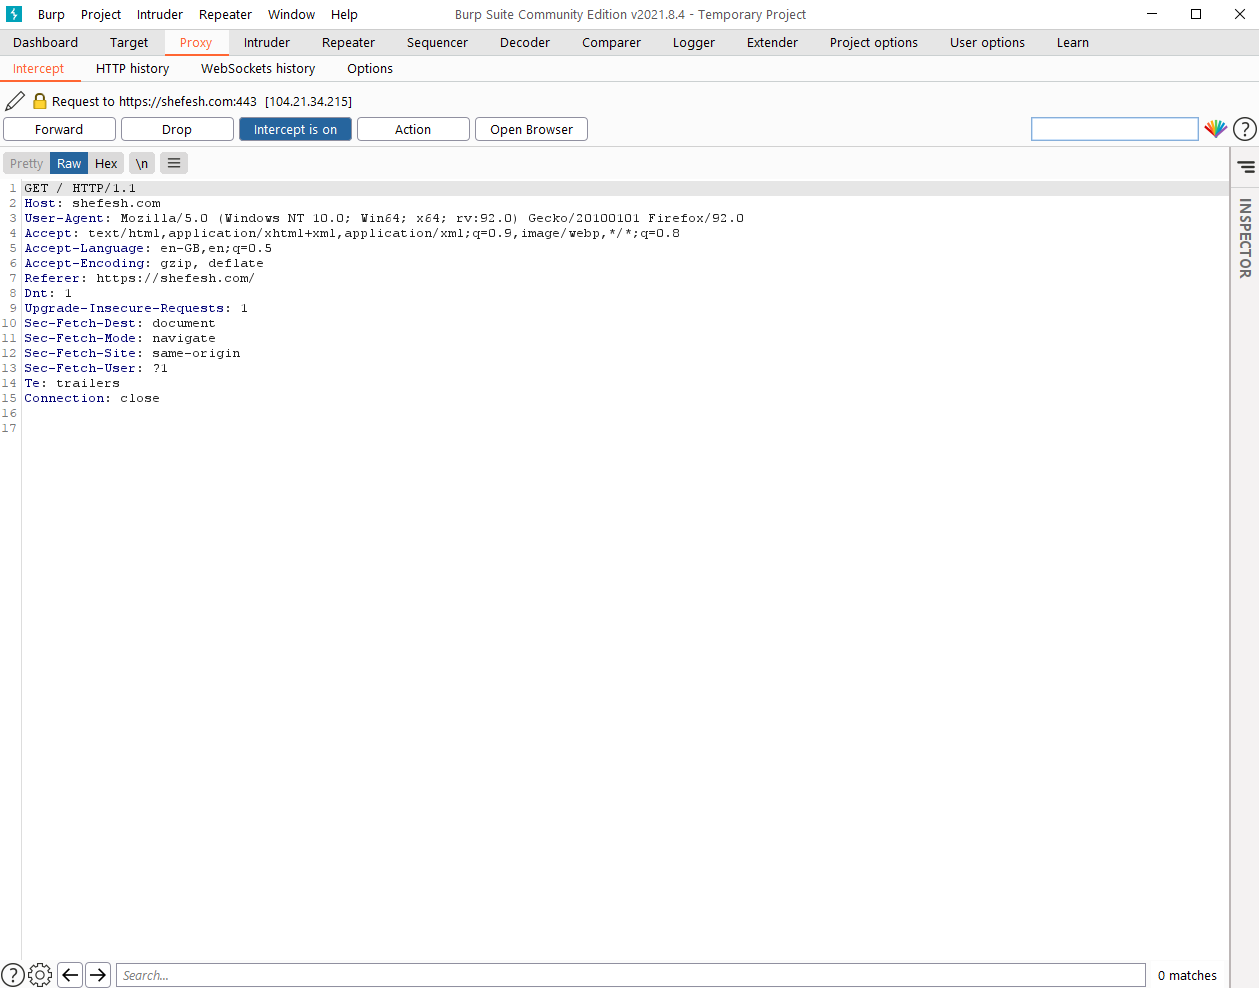 Burp Project Intruder Repeater Window Help Burp Suite Community Edition v2021.8.4 - Temporary Project
Dashboard Target Proxy Intruder Repeater Sequencer Decoder Comparer Logger Extender Project options User options Learn
Intercept HTTP history WebSockets history Options
Request to https://shefesh.com:443 [104.21.34.215]
Forward Drop Intercept is on Action Open Browser ?
Pretty Raw Hex \n
INSPECTOR
1 GET / HTTP/1.1
2 Host: shefesh.com
3 User-Agent: Mozilla/5.0 (Windows NT 10.0; Win64; x64; rv:92.0) Gecko/20100101 Firefox/92.0
4 Accept: text/html,application/xhtml+xml,application/xml;q=0.9,image/webp,*/*;q=0.8
5 Accept-Language: en-GB,en;q=0.5
6 Accept-Encoding: gzip, deflate
7 Referer: https://shefesh.com/
8 Dnt: 1
9 Upgrade-Insecure-Requests: 1
10 Sec-Fetch-Dest: document
11 Sec-Fetch-Mode: navigate
12 Sec-Fetch-Site: same-origin
13 Sec-Fetch-User: ?1
14 Te: trailers
15 Connection: close
16
17
? Search... 0 matches